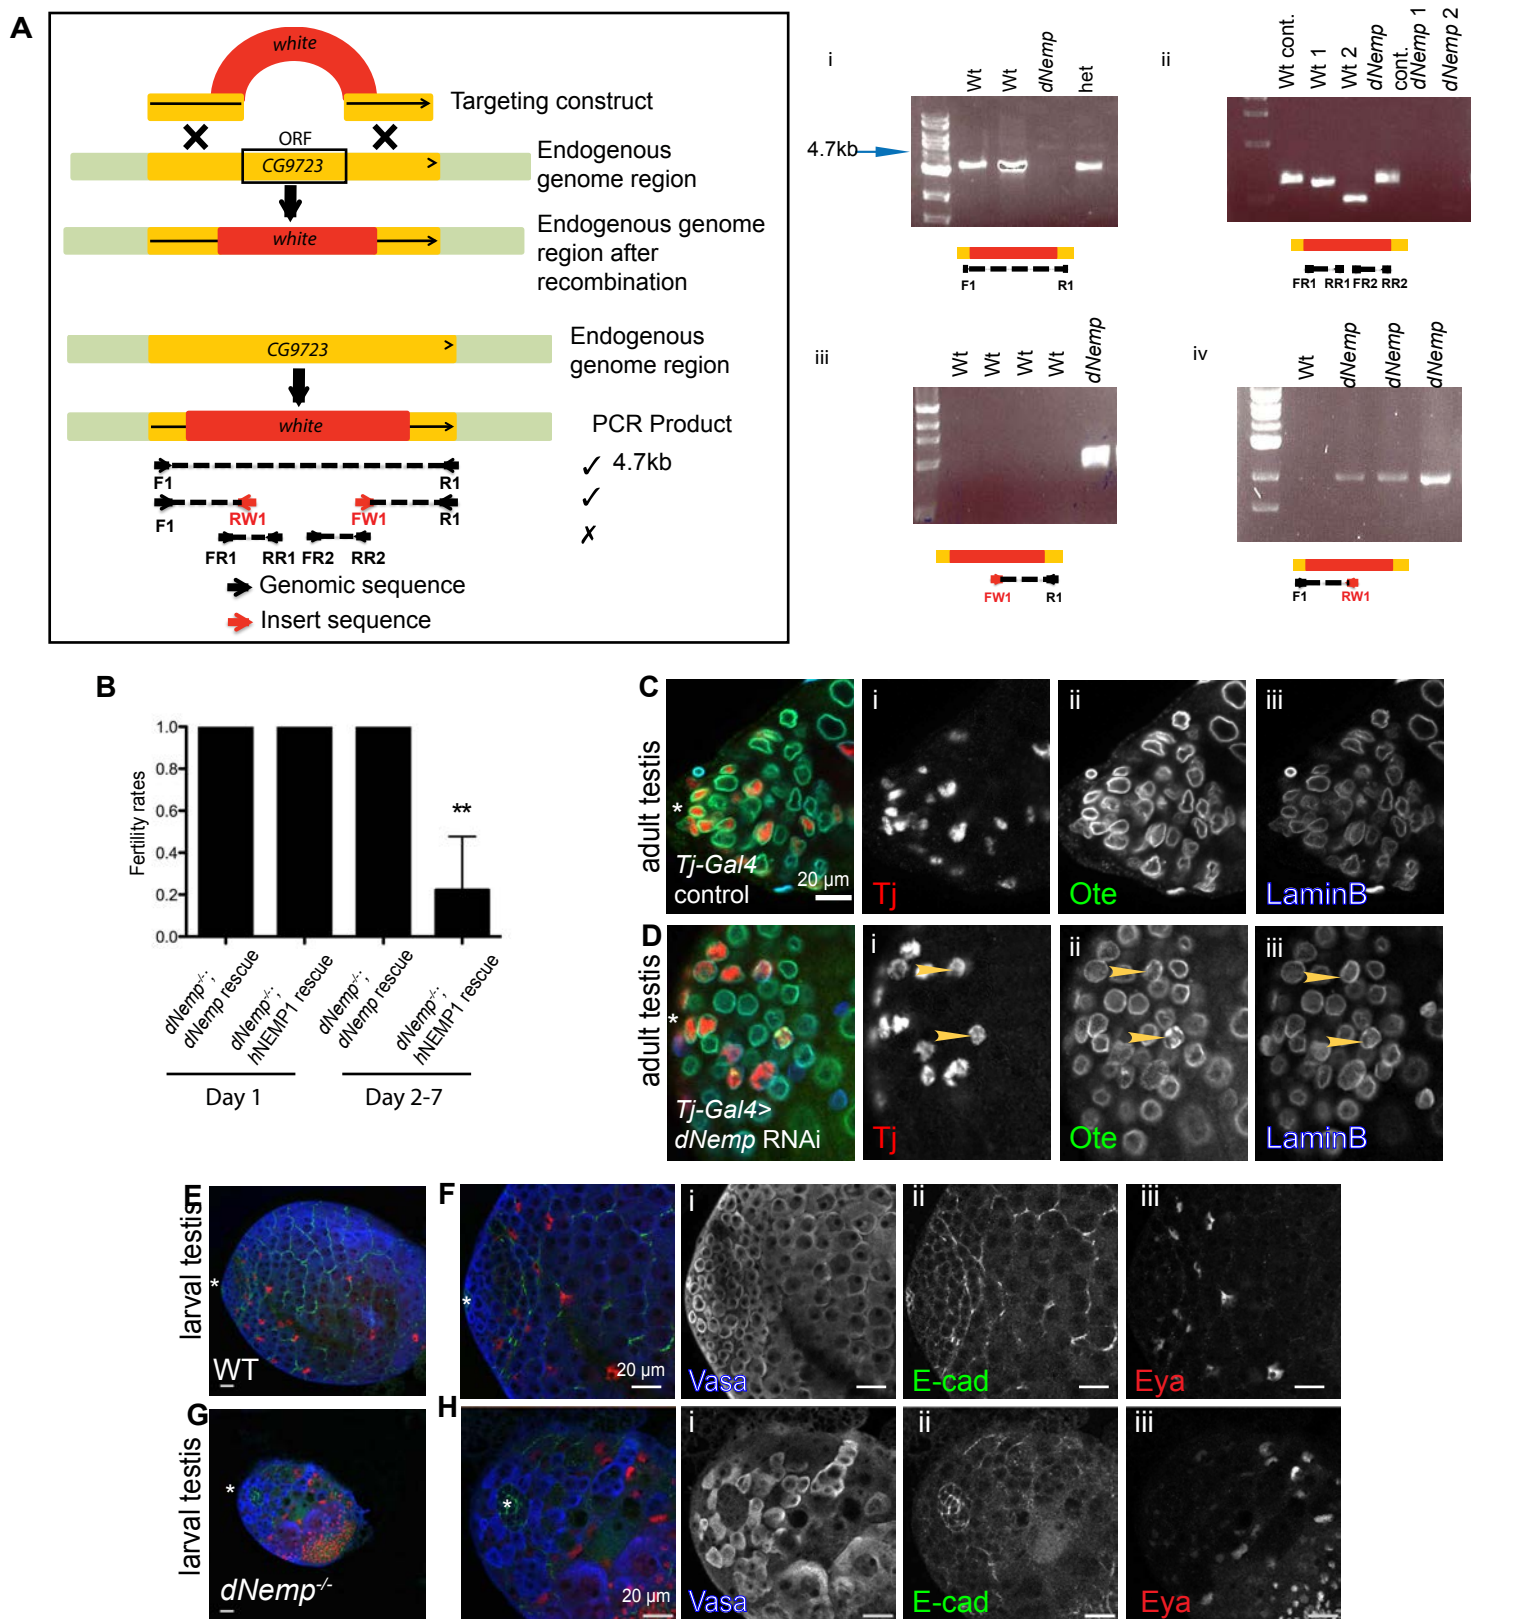 A
white
Targeting construct
ORF
CG9723
Endogenous
genome region
white
Endogenous genome
region after
recombination
CG9723
Endogenous
genome region
white
PCR Product
✓ 4.7kb
F1 R1
✓
F1 RW1 FW1 R1
✗
FR1 RR1 FR2 RR2
Genomic sequence
Insert sequence
i
Wt Wt dNemp het
4.7kb
F1 R1
ii
Wt cont. Wt 1 Wt 2 dNemp cont. dNemp 1 dNemp 2
FR1 RR1 FR2 RR2
iii
Wt Wt Wt Wt dNemp
FW1 R1
iv
Wt dNemp dNemp dNemp
F1 RW1
B
Fertility rates
1.0
0.8
0.6
0.4
0.2
0.0
**
dNemp-/-;
dNemp rescue
dNemp-/-;
hNEMP1 rescue
dNemp-/-;
dNemp rescue
dNemp-/-;
hNEMP1 rescue
Day 1 Day 2-7
C
adult testis
*
Tj-Gal4
control
20 µm
i
Tj
ii
Ote
iii
LaminB
D
adult testis
*
Tj-Gal4>
dNemp RNAi
i
Tj
ii
Ote
iii
LaminB
E
larval testis
*
WT
F
*
20 µm
i
Vasa
ii
E-cad
iii
Eya
G
larval testis
*
dNemp-/-
H
*
20 µm
i
Vasa
ii
E-cad
iii
Eya